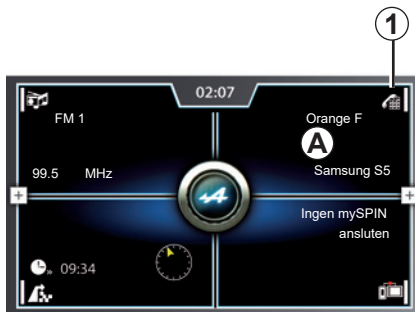 1
02:07
FM 1
Orange F
A
99.5 MHz
Samsung S5
Ingen mySPIN
ansluten
09:34